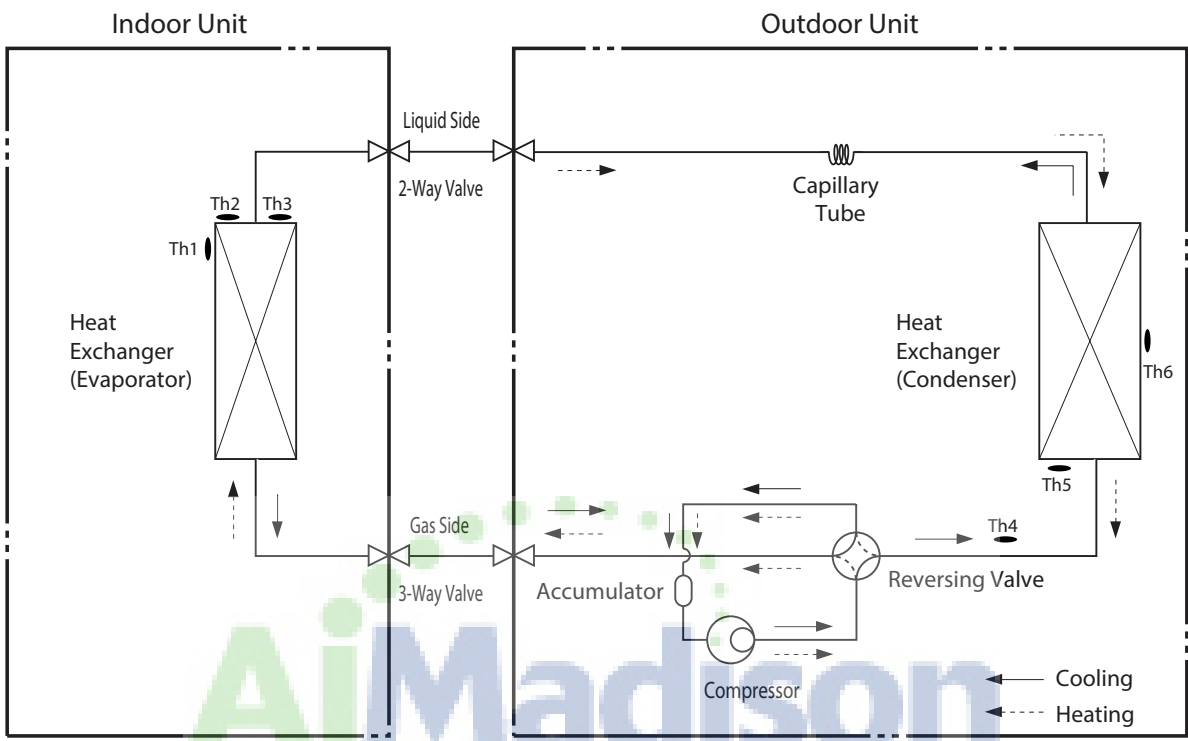 Indoor Unit
Outdoor Unit
Liquid Side
2-Way Valve
Capillary
Tube
Th2
Th3
Th1
Heat
Exchanger
(Evaporator)
Heat
Exchanger
(Condenser)
Th6
Th5
Th4
Gas Side
3-Way Valve
Accumulator
Reversing Valve
Compressor
Cooling
Heating
AiMadison